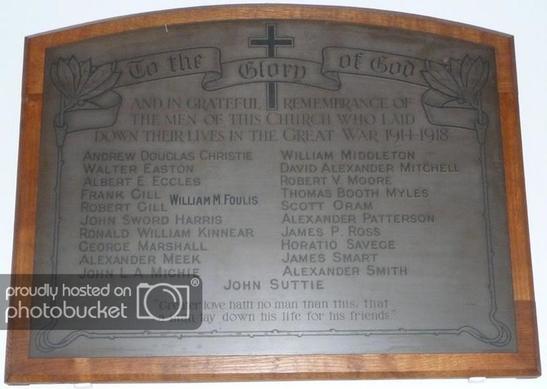 To the Glory of God
AND IN GRATEFUL REMEMBRANCE OF
THE MEN OF THIS CHURCH WHO LAID
DOWN THEIR LIVES IN THE GREAT WAR 1914-1918
ANDREW DOUGLAS CHRISTIE
WALTER EASTON
ALBERT E. ECCLES
FRANK GILL
ROBERT GILL
WILLIAM M. FOULIS
JOHN SWORD HARRIS
RONALD WILLIAM KINNEAR
GEORGE MARSHALL
ALEXANDER MEEK
JOHN L.A. MICHIE
WILLIAM MIDDLETON
DAVID ALEXANDER MITCHELL
ROBERT V. MOORE
THOMAS BOOTH MYLES
SCOTT ORAM
ALEXANDER PATTERSON
JAMES P. ROSS
HORATIO SAVEGE
JAMES SMART
ALEXANDER SMITH
JOHN SUTTIE
"Greater love hath no man than this, that
lay down his life for his friends."
proudly hosted on
photobucket